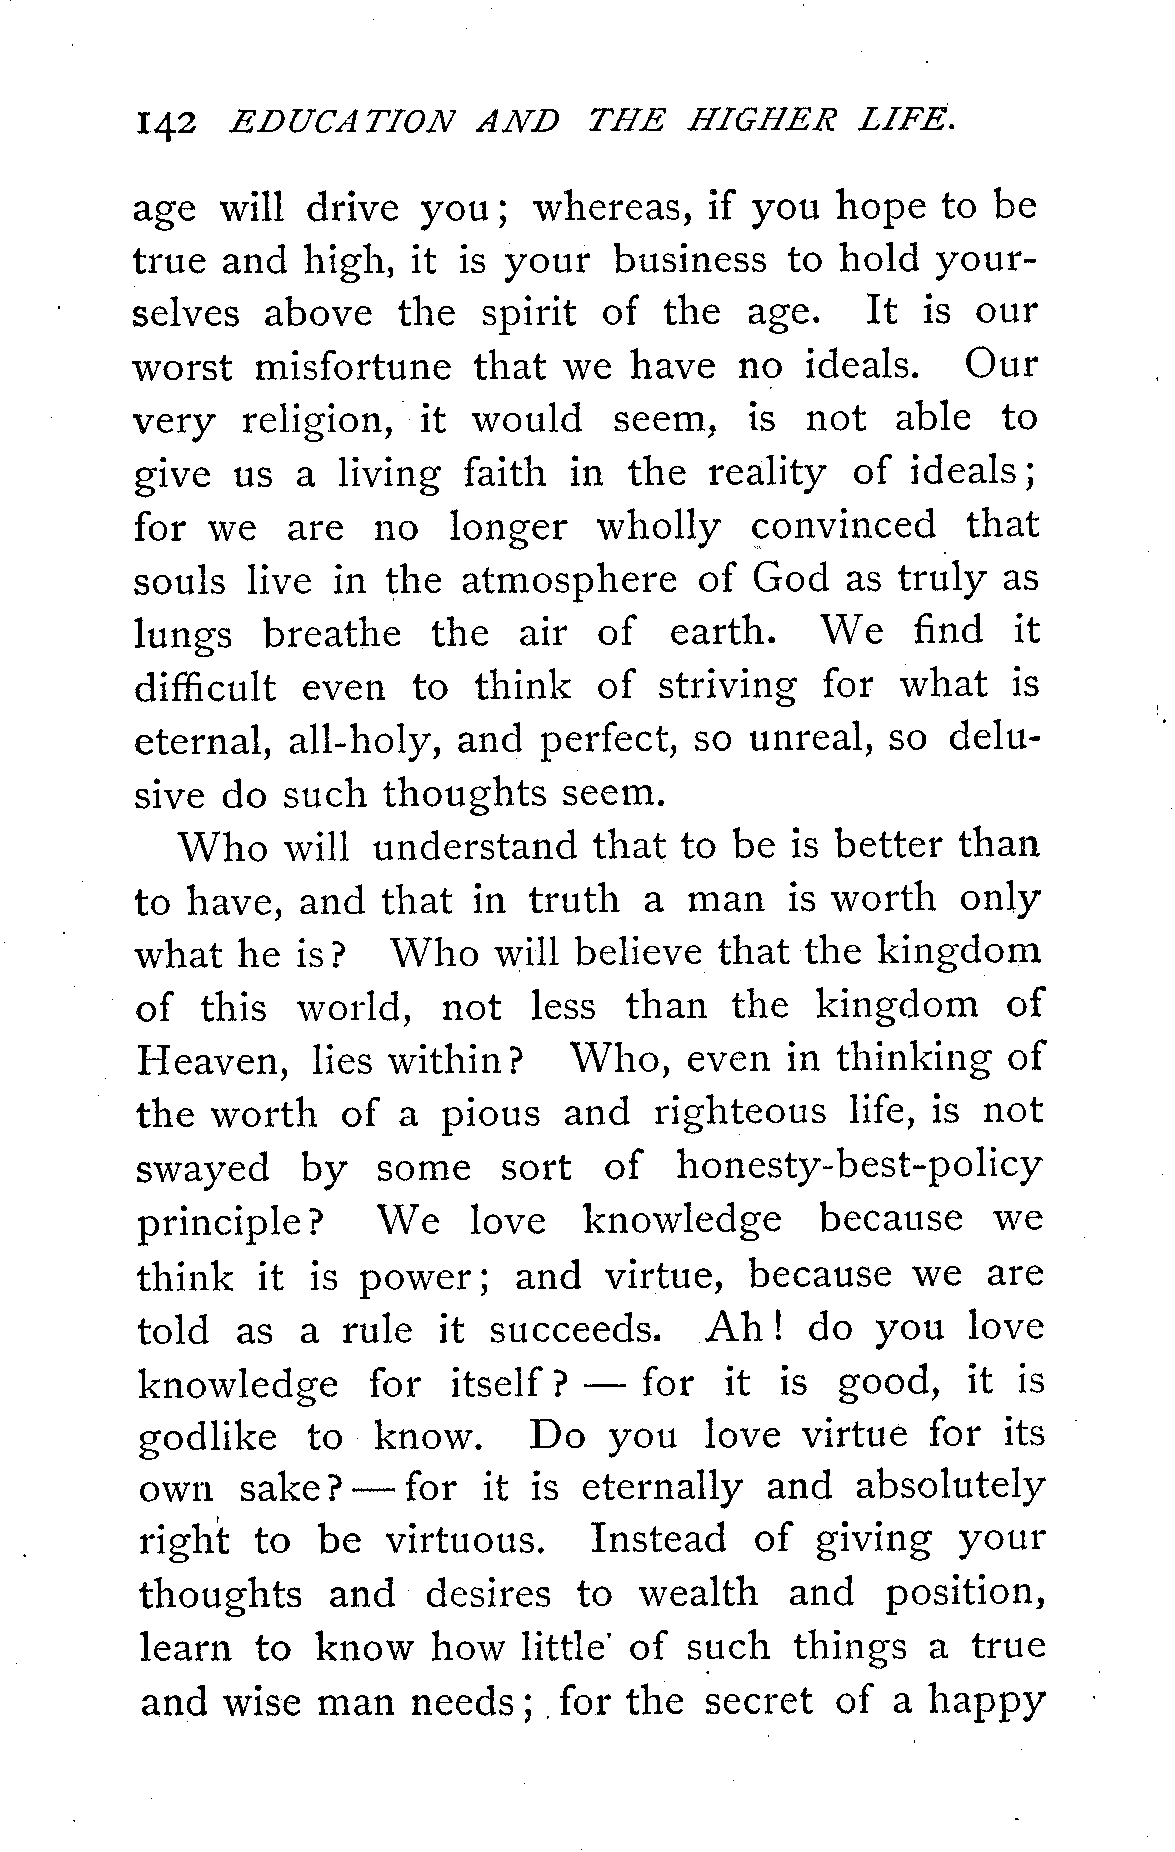 142 EDUCATION AND THE HIGHER LIFE.
age will drive you; whereas, if you hope to be
true and high, it is your business to hold your-
selves above the spirit of the age. It is our
worst misfortune that we have no ideals. Our
very religion, it would seem, is not able to
give us a living faith in the reality of ideals;
for we are no longer wholly convinced that
souls live in the atmosphere of God as truly as
lungs breathe the air of earth. We find it
difficult even to think of striving for what is
eternal, all-holy, and perfect, so unreal, so delu-
sive do such thoughts seem.
Who will understand that to be is better than
to have, and that in truth a man is worth only
what he is? Who will believe that the kingdom
of this world, not less than the kingdom of
Heaven, lies within? Who, even in thinking of
the worth of a pious and righteous life, is not
swayed by some sort of honesty-best-policy
principle? We love knowledge because we
think it is power; and virtue, because we are
told as a rule it succeeds. Ah! do you love
knowledge for itself? — for it is good, it is
godlike to know. Do you love virtue for its
own sake? — for it is eternally and absolutely
right to be virtuous. Instead of giving your
thoughts and desires to wealth and position,
learn to know how little of such things a true
and wise man needs; for the secret of a happy